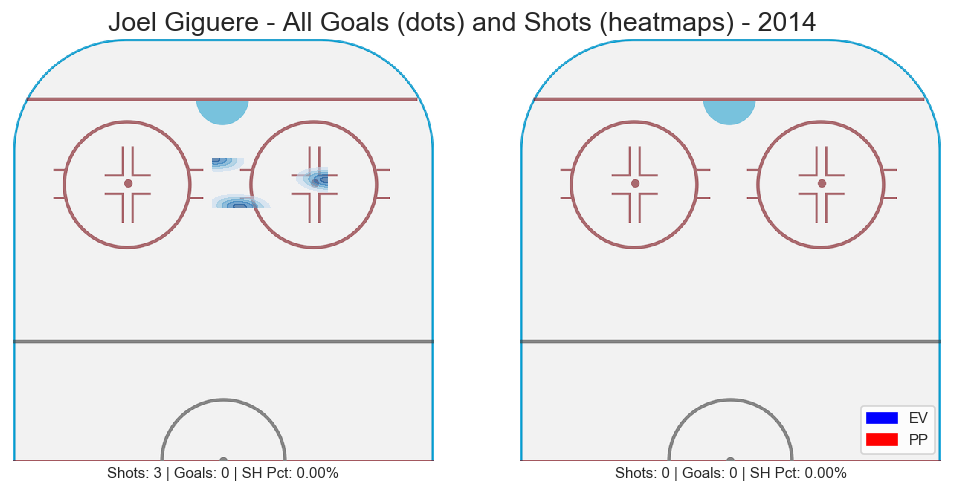 Joel Giguere - All Goals (dots) and Shots (heatmaps) - 2014
EV
PP
Shots: 3 | Goals: 0 | SH Pct: 0.00%
Shots: 0 | Goals: 0 | SH Pct: 0.00%